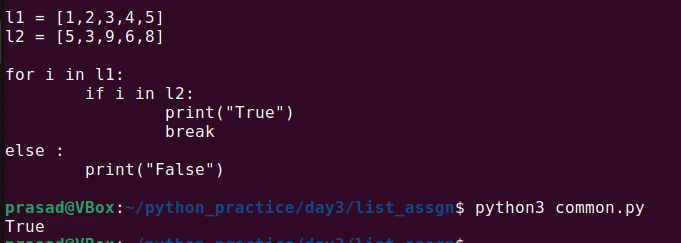 l1 = [1,2,3,4,5]
l2 = [5,3,9,6,8]

for i in l1:
        if i in l2:
                print("True")
                break
else :
        print("False")

prasad@VBox:~/python_practice/day3/list_assgn$ python3 common.py
True
prasad@VBox:~/python_practice/day3/list_assgn$